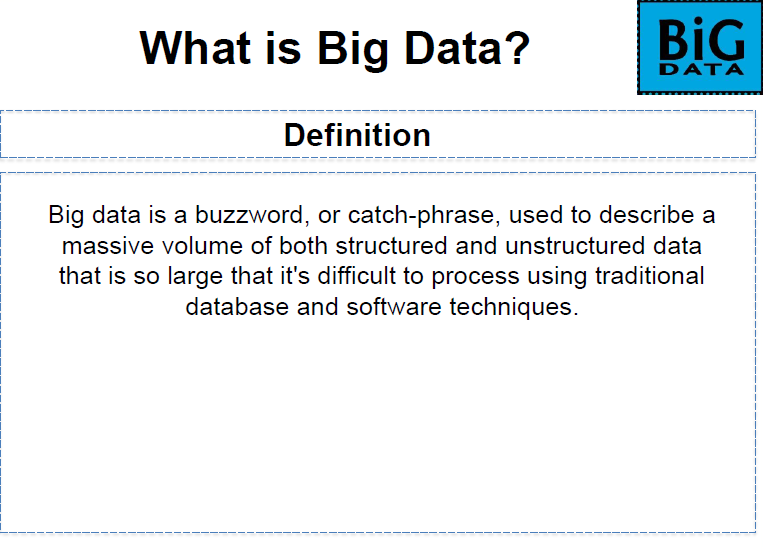 What is Big Data?
BiG
DATA
Definition
Big data is a buzzword, or catch-phrase, used to describe a
massive volume of both structured and unstructured data
that is so large that it's difficult to process using traditional
database and software techniques.